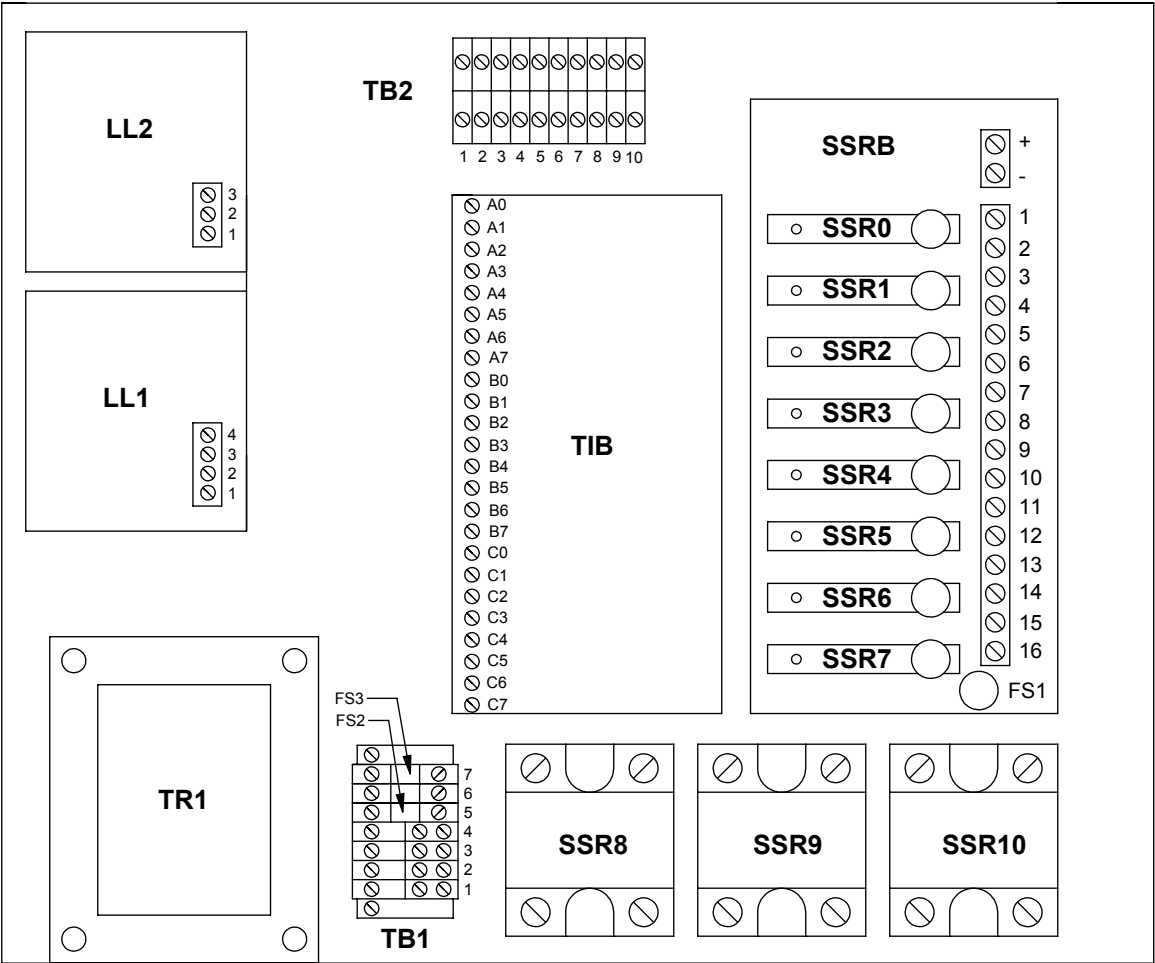 LL2
3
2
1
LL1
4
3
2
1
TB2
1 2 3 4 5 6 7 8 9 10
A0
A1
A2
A3
A4
A5
A6
A7
B0
B1
B2
B3
B4
B5
B6
B7
C0
C1
C2
C3
C4
C5
C6
C7
TIB
SSRB
+
-
SSR0
SSR1
SSR2
SSR3
SSR4
SSR5
SSR6
SSR7
1
2
3
4
5
6
7
8
9
10
11
12
13
14
15
16
FS1
TR1
FS3
FS2
7
6
5
4
3
2
1
TB1
SSR8
SSR9
SSR10